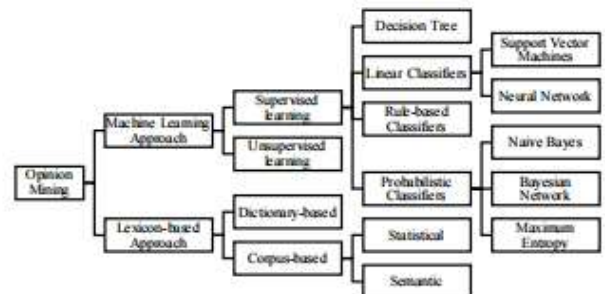 Decision Tree
Support Vector
Machines
Linear Classifiers
Neural Network
Supervised
learning
Machine Learning
Approach
Rule-based
Classifiers
Unsupervised
learning
Naive Bayes
Opinion
Mining
Probabilistic
Classifiers
Bayesian
Network
Dictionary-based
Lexicon-based
Approach
Statistical
Maximum
Entropy
Corpus-based
Semantic